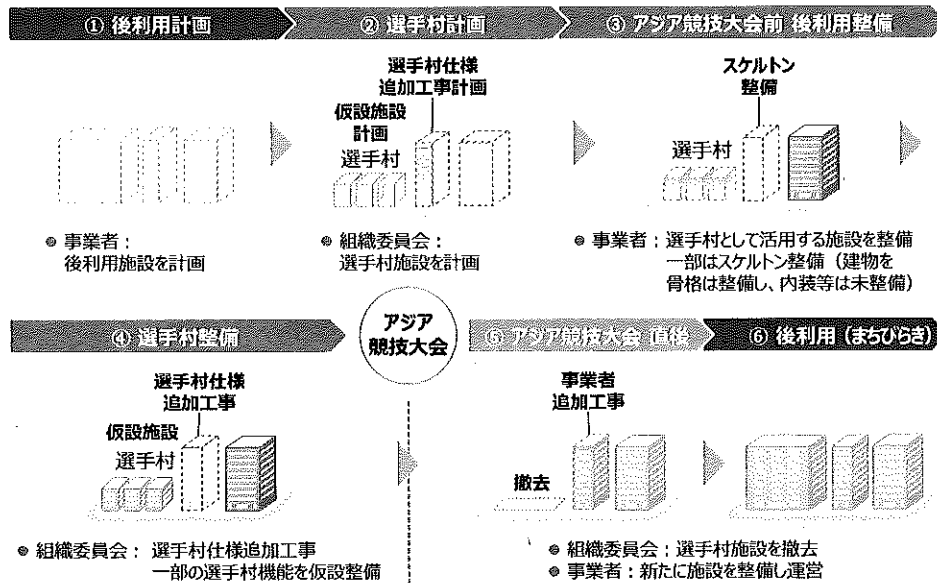 ① 後利用計画
② 選手村計画
③ アジア競技大会前 後利用整備
選手村仕様
追加工事計画
仮設施設
計画
選手村
スケルトン
整備
選手村
● 事業者：
後利用施設を計画
● 組織委員会：
選手村施設を計画
● 事業者：選手村として活用する施設を整備
一部はスケルトン整備（建物を
骨格は整備し、内装等は未整備）
④ 選手村整備
アジア
競技大会
⑤ アジア競技大会 直後
⑥ 後利用（まちびらき）
選手村仕様
追加工事
仮設施設
選手村
事業者
追加工事
撤去
● 組織委員会： 選手村仕様追加工事
一部の選手村機能を仮設整備
● 組織委員会：選手村施設を撤去
● 事業者：新たに施設を整備し運営